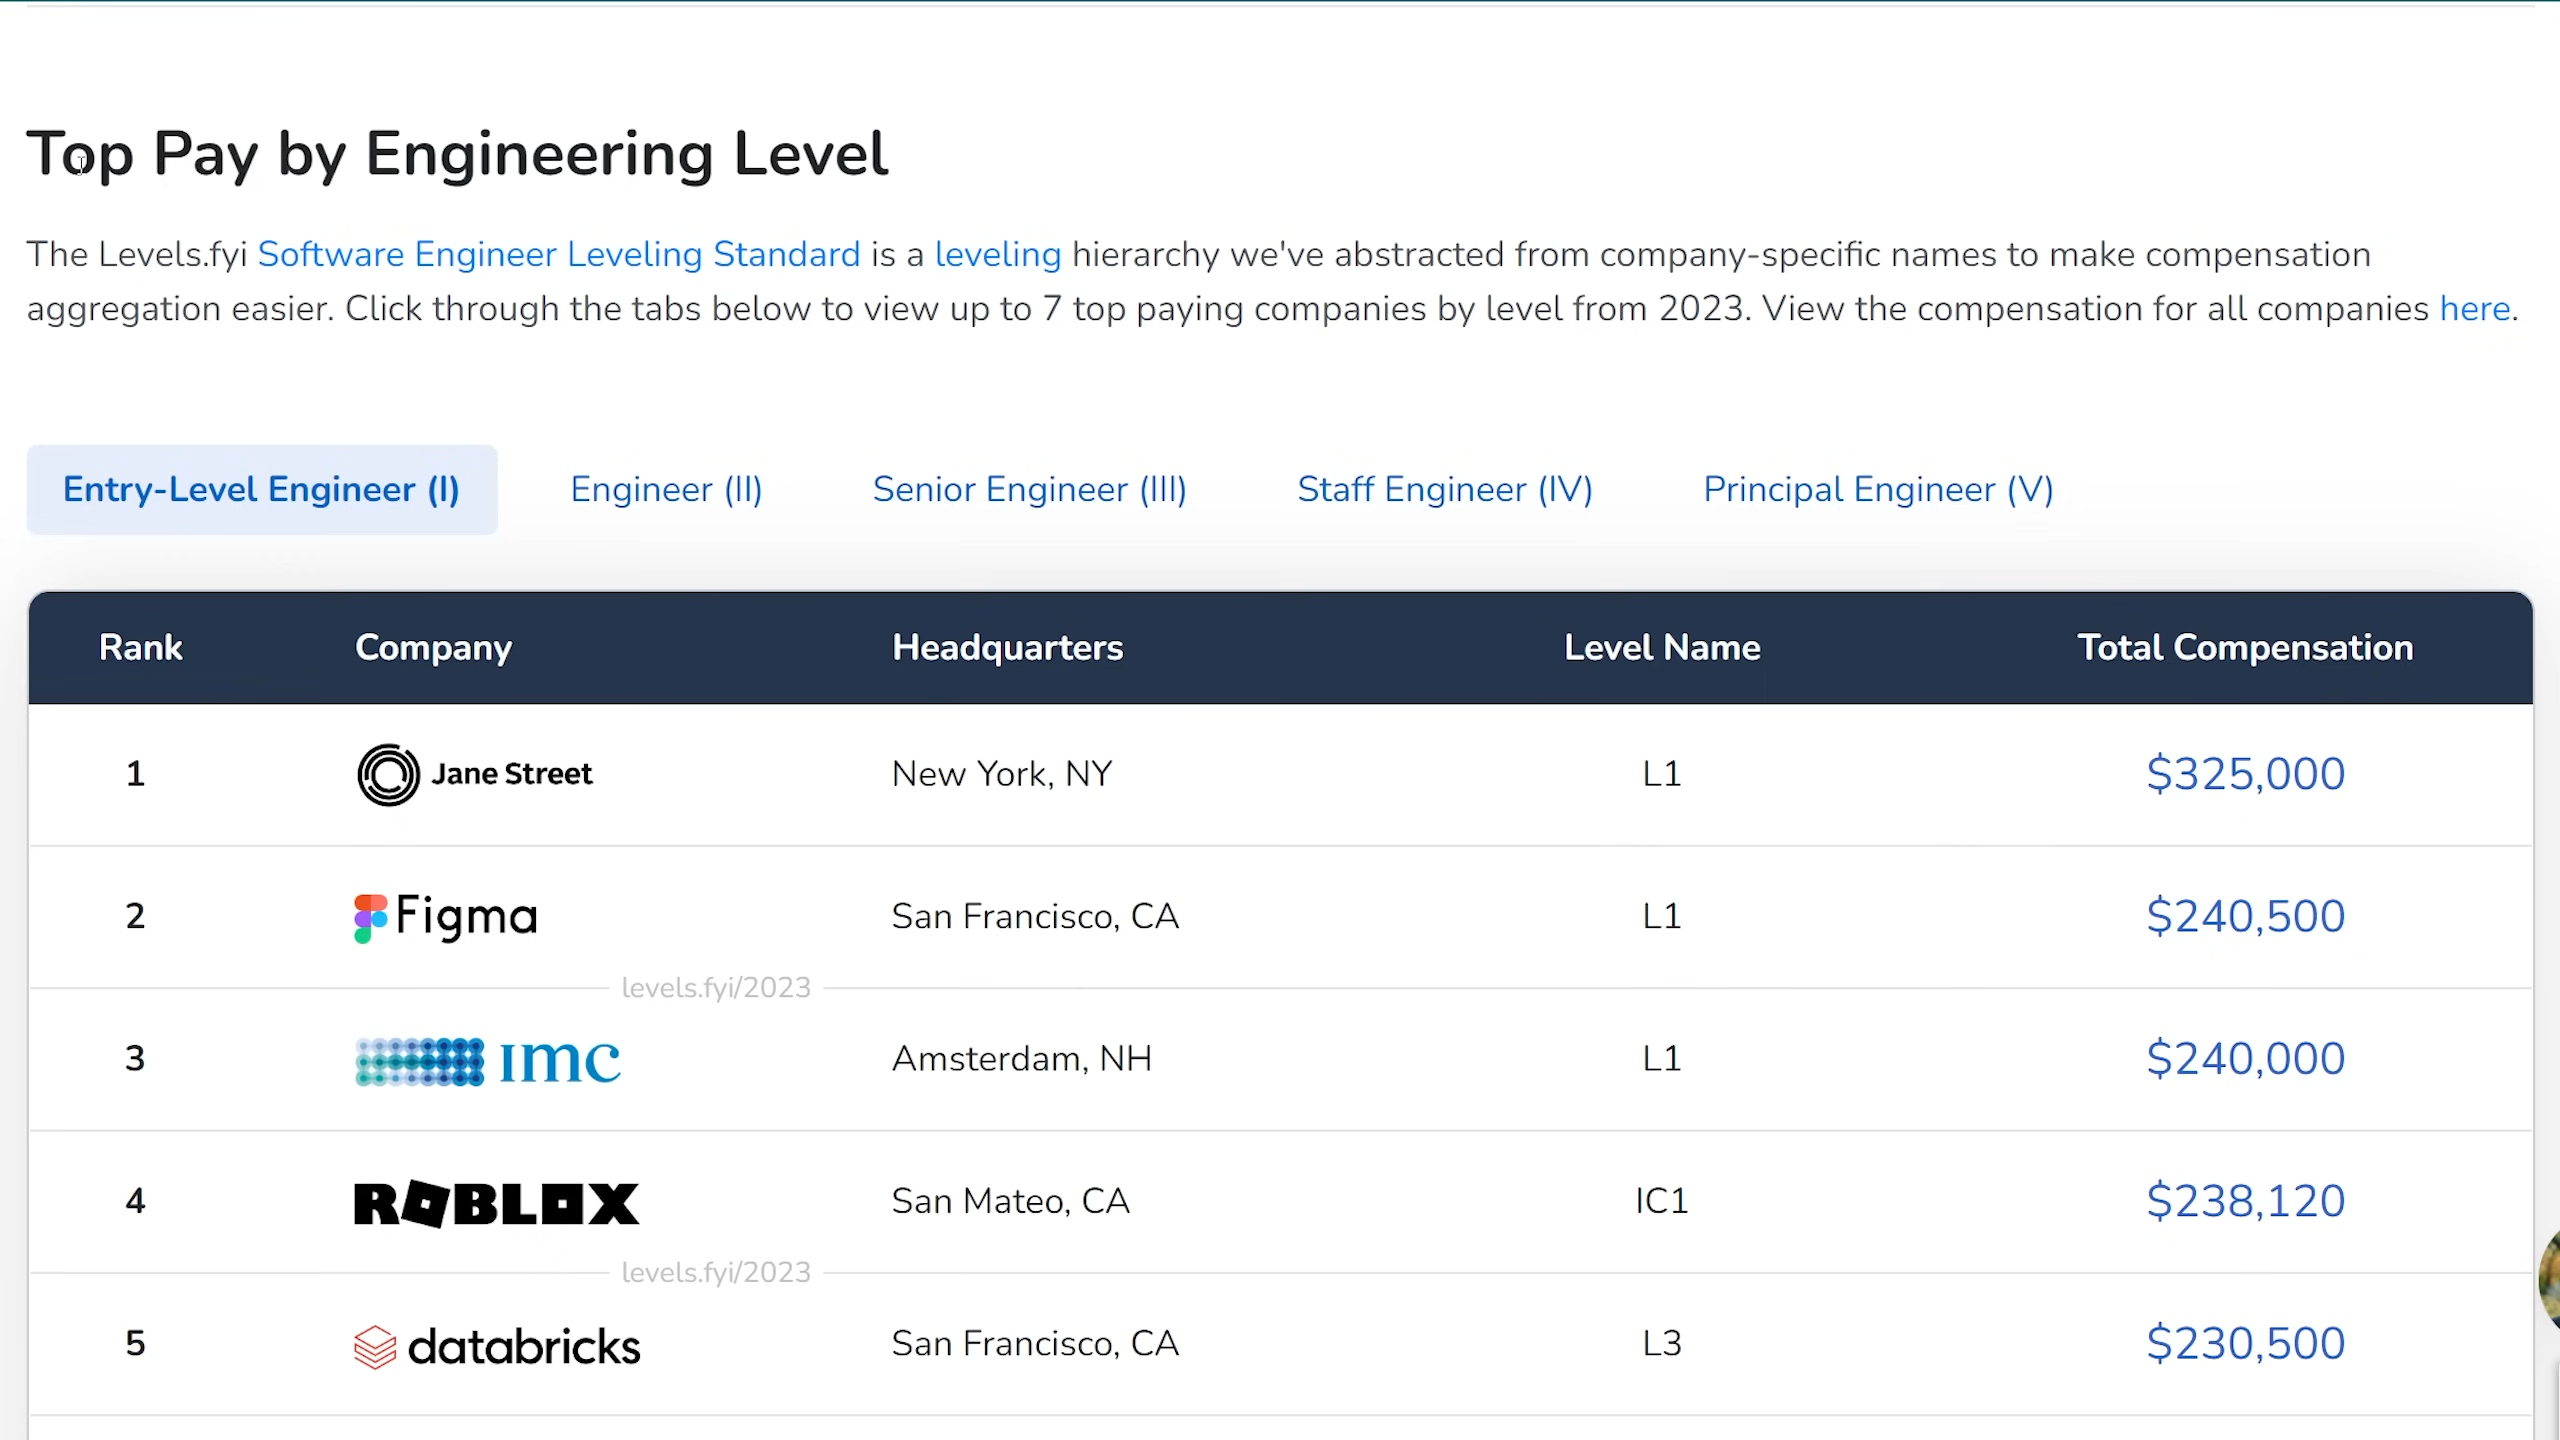 Top Pay by Engineering Level
The Levels.fyi Software Engineer Leveling Standard is a leveling hierarchy we've abstracted from company-specific names to make compensation
aggregation easier. Click through the tabs below to view up to 7 top paying companies by level from 2023. View the compensation for all companies here.
Entry-Level Engineer (I) Engineer (II) Senior Engineer (III) Staff Engineer (IV) Principal Engineer (V)
Rank Company Headquarters Level Name Total Compensation
1 Jane Street New York, NY L1 $325,000
2 Figma San Francisco, CA L1 $240,500
levels.fyi/2023
3 imc Amsterdam, NH L1 $240,000
4 ROBLOX San Mateo, CA IC1 $238,120
levels.fyi/2023
5 databricks San Francisco, CA L3 $230,500